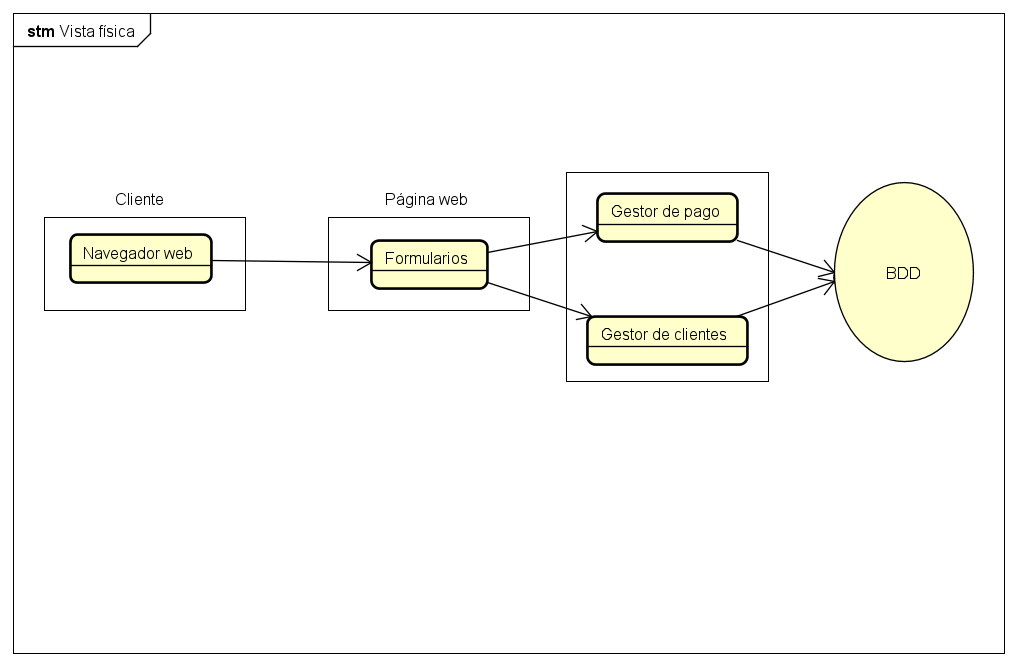 stm Vista física
Cliente
Navegador web
Página web
Formularios
Gestor de pago
Gestor de clientes
BDD